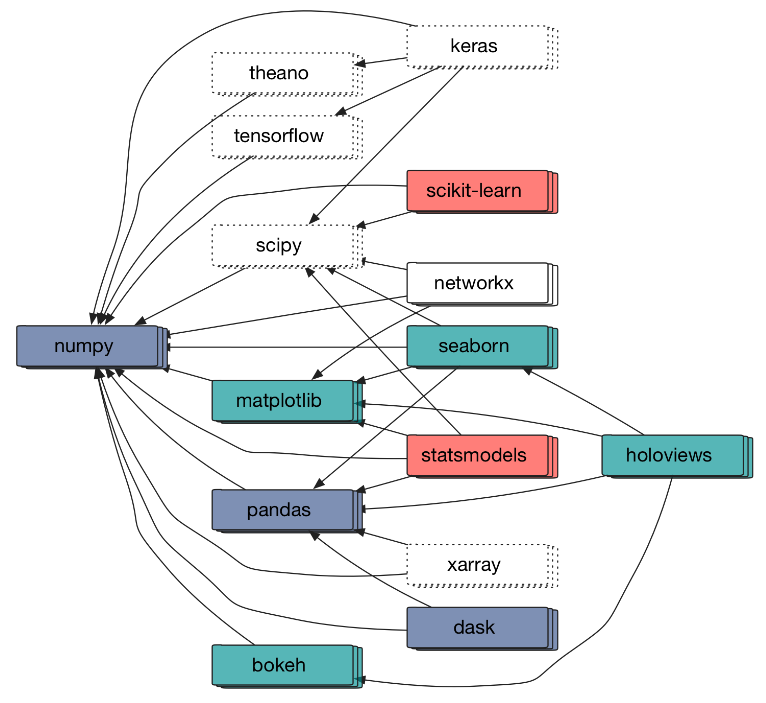 keras
theano
tensorflow
scikit-learn
scipy
networkx
numpy
seaborn
matplotlib
statsmodels
holoviews
pandas
xarray
dask
bokeh